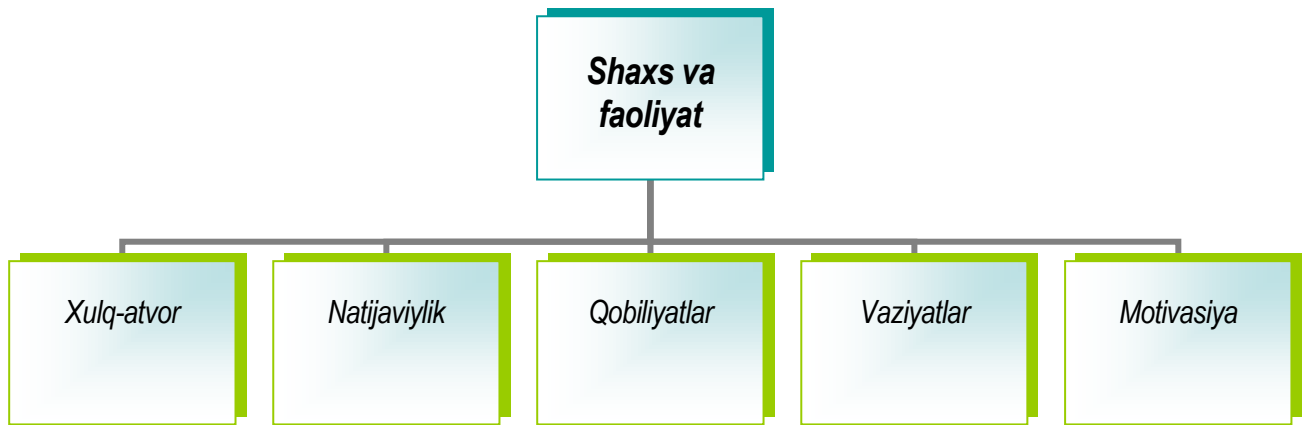 Shaxs va
faoliyat
Xulq-atvor
Natijaviylik
Qobiliyatlar
Vaziyatlar
Motivasiya